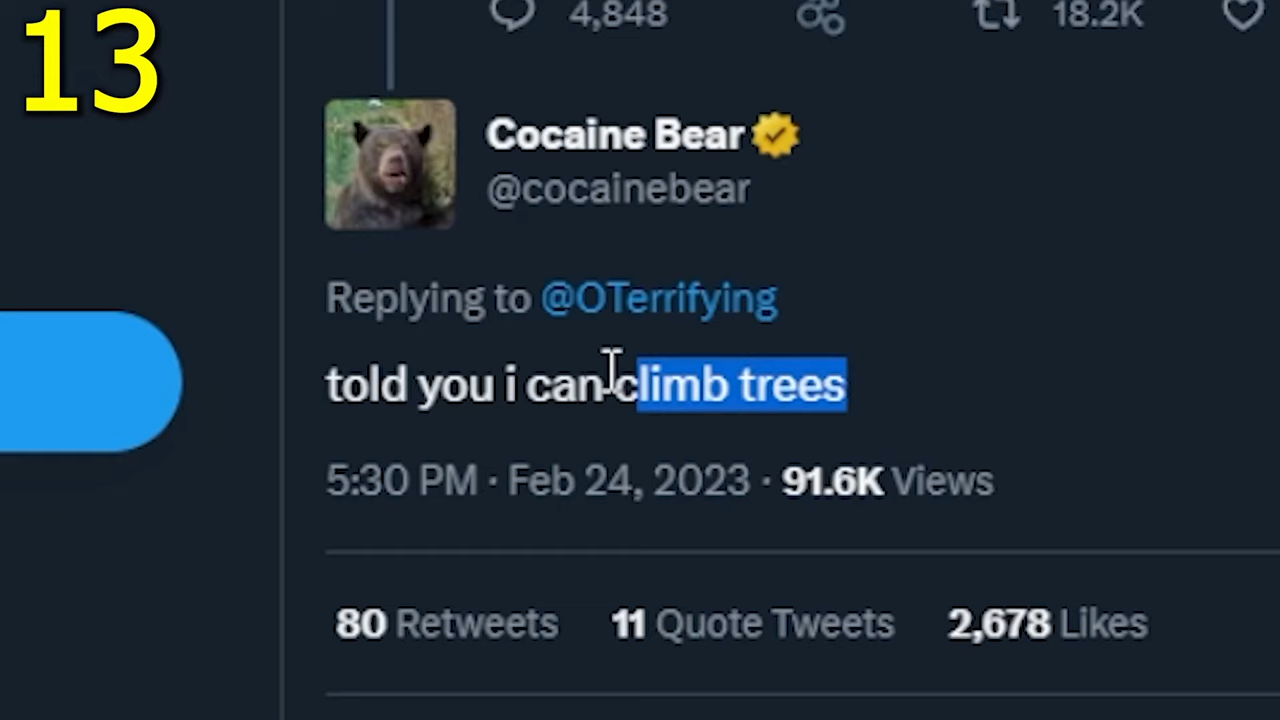 13
4,848 18.2K
Cocaine Bear
@cocainebear
Replying to @OTerrifying
told you i can climb trees
5:30 PM · Feb 24, 2023 · 91.6K Views
80 Retweets 11 Quote Tweets 2,678 Likes